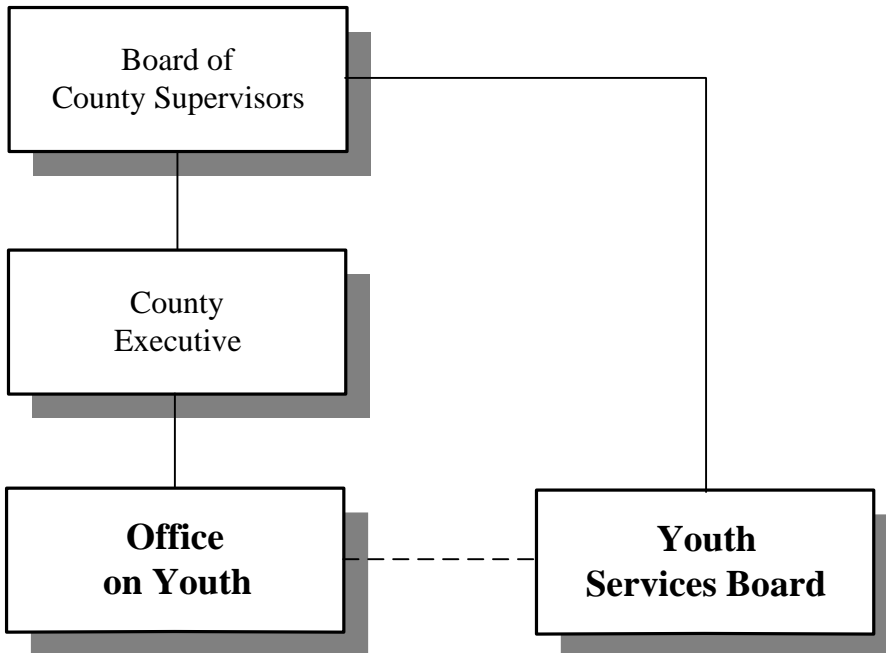 Board of
County Supervisors
County
Executive
Office
on Youth
Youth
Services Board